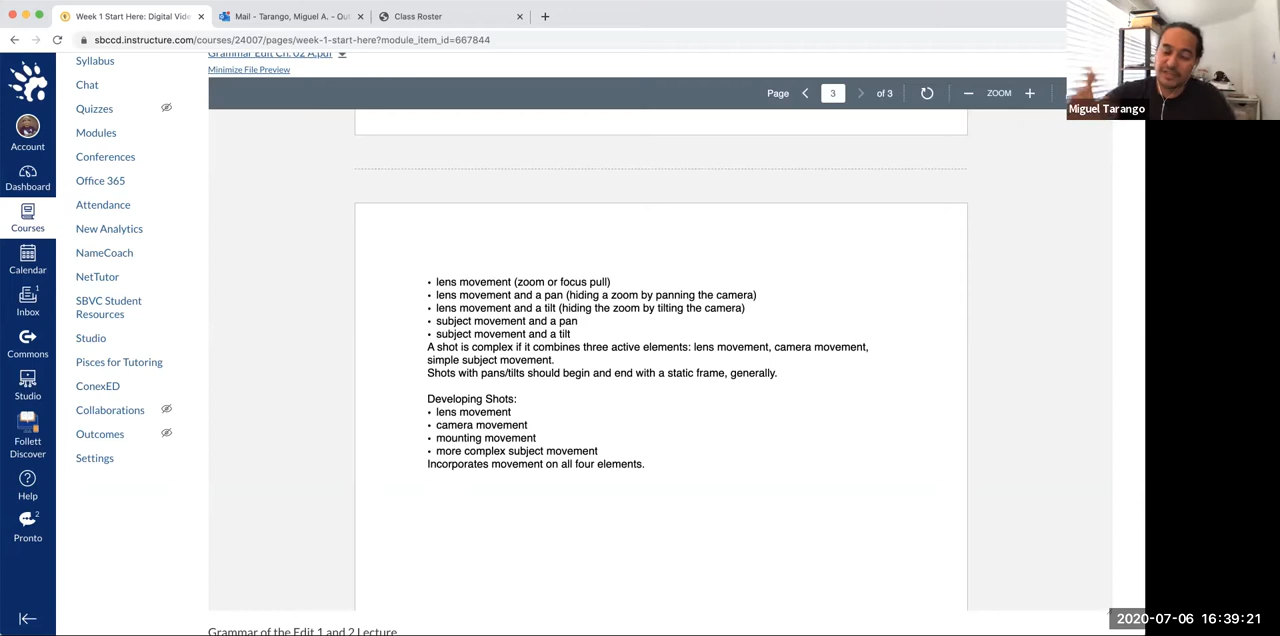 Week 1 Start Here: Digital Vide
Mail - Tarango, Miguel A. - Out
Class Roster
sbccd.instructure.com/courses/24007/pages/week-1-start-here?module_item_id=667844
Grammar Edit Ch. 02 A.pdf
Minimize File Preview
Page 3 of 3 ZOOM
Miguel Tarango
Account
Dashboard
Courses
Calendar
1
Inbox
Commons
Studio
Follett
Discover
Help
2
Pronto
Syllabus
Chat
Quizzes
Modules
Conferences
Office 365
Attendance
New Analytics
NameCoach
NetTutor
SBVC Student
Resources
Studio
Pisces for Tutoring
ConexED
Collaborations
Outcomes
Settings
• lens movement (zoom or focus pull)
• lens movement and a pan (hiding a zoom by panning the camera)
• lens movement and a tilt (hiding the zoom by tilting the camera)
• subject movement and a pan
• subject movement and a tilt
A shot is complex if it combines three active elements: lens movement, camera movement,
simple subject movement.
Shots with pans/tilts should begin and end with a static frame, generally.
Developing Shots:
• lens movement
• camera movement
• mounting movement
• more complex subject movement
Incorporates movement on all four elements.
Grammar of the Edit 1 and 2 Lecture
2020-07-06 16:39:21